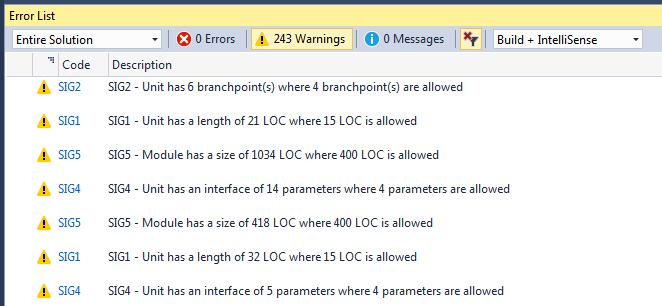 Error List
Entire Solution 0 Errors 243 Warnings 0 Messages Build + IntelliSense
Code Description
SIG2 SIG2 - Unit has 6 branchpoint(s) where 4 branchpoint(s) are allowed
SIG1 SIG1 - Unit has a length of 21 LOC where 15 LOC is allowed
SIG5 SIG5 - Module has a size of 1034 LOC where 400 LOC is allowed
SIG4 SIG4 - Unit has an interface of 14 parameters where 4 parameters are allowed
SIG5 SIG5 - Module has a size of 418 LOC where 400 LOC is allowed
SIG1 SIG1 - Unit has a length of 32 LOC where 15 LOC is allowed
SIG4 SIG4 - Unit has an interface of 5 parameters where 4 parameters are allowed